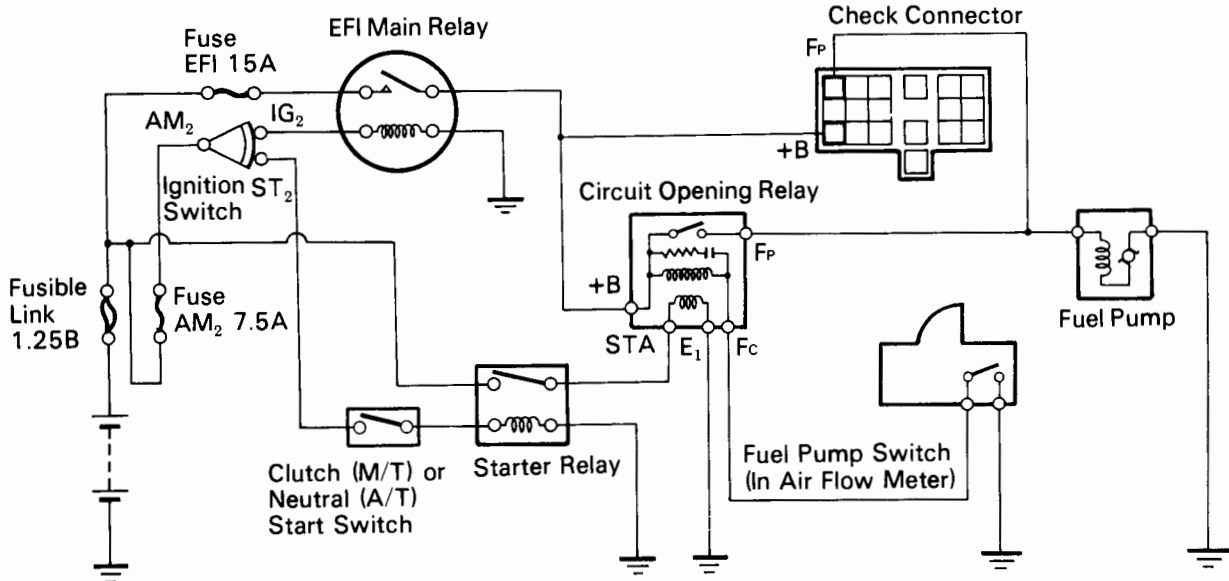 Check Connector
EFI Main Relay
Fuse
EFI 15A
FP
AM2
IG2
+B
Ignition
Switch
ST2
Circuit Opening Relay
FP
+B
Fusible
Link
1.25B
Fuse
AM2 7.5A
STA
E1
FC
Fuel Pump
Clutch (M/T) or
Neutral (A/T)
Start Switch
Starter Relay
Fuel Pump Switch
(In Air Flow Meter)